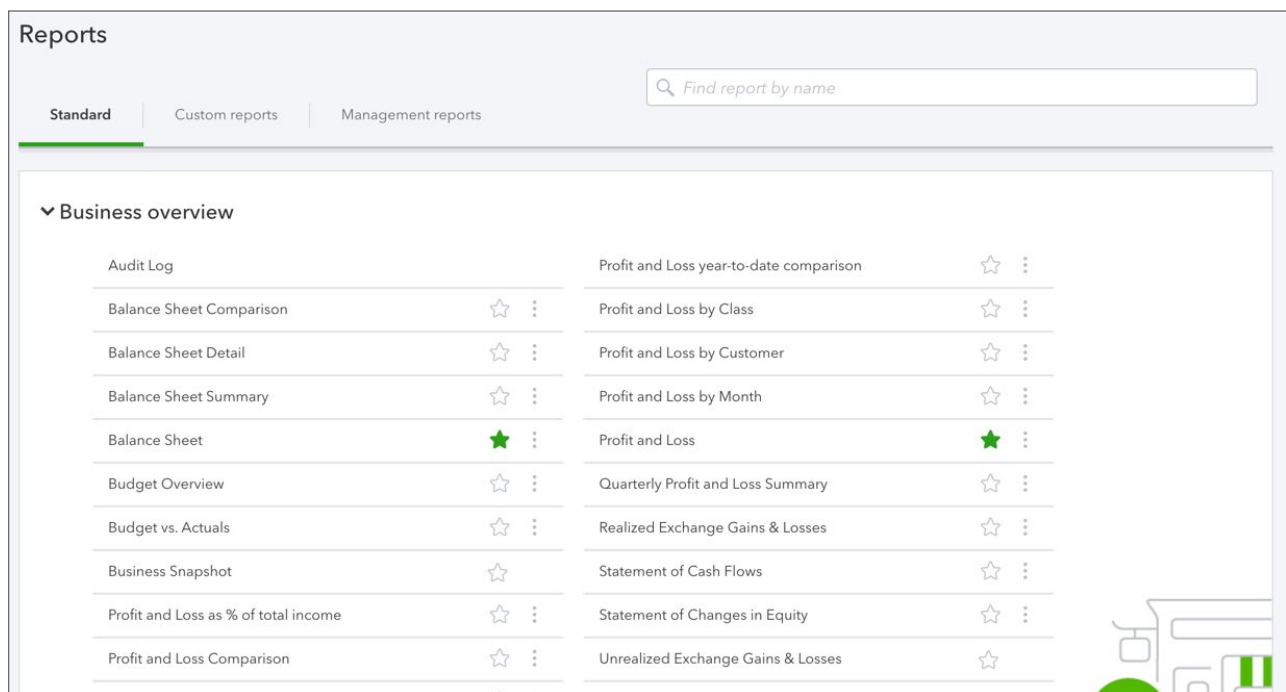 Reports
Find report by name
Standard
Custom reports
Management reports
Business overview
Audit Log
Balance Sheet Comparison
Balance Sheet Detail
Balance Sheet Summary
Balance Sheet
Budget Overview
Budget vs. Actuals
Business Snapshot
Profit and Loss as % of total income
Profit and Loss Comparison
Profit and Loss year-to-date comparison
Profit and Loss by Class
Profit and Loss by Customer
Profit and Loss by Month
Profit and Loss
Quarterly Profit and Loss Summary
Realized Exchange Gains & Losses
Statement of Cash Flows
Statement of Changes in Equity
Unrealized Exchange Gains & Losses